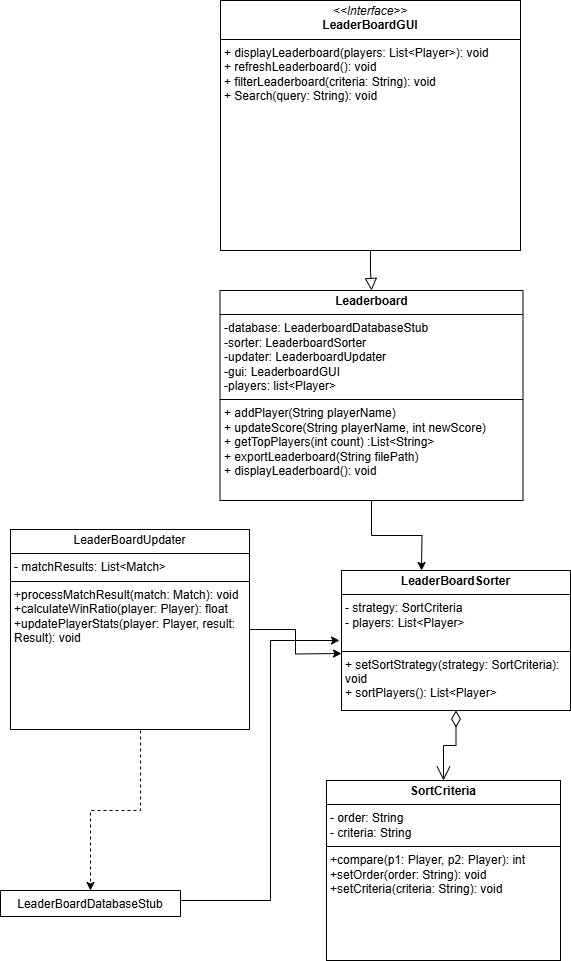 <<Interface>>
LeaderBoardGUI
+ displayLeaderboard(players: List<Player>): void
+ refreshLeaderboard(): void
+ filterLeaderboard(criteria: String): void
+ Search(query: String): void
Leaderboard
-database: LeaderboardDatabaseStub
-sorter: LeaderboardSorter
-updater: LeaderboardUpdater
-gui: LeaderboardGUI
-players: list<Player>
+ addPlayer(String playerName)
+ updateScore(String playerName, int newScore)
+ getTopPlayers(int count) :List<String>
+ exportLeaderboard(String filePath)
+ displayLeaderboard(): void
LeaderBoardUpdater
- matchResults: List<Match>
+processMatchResult(match: Match): void
+calculateWinRatio(player: Player): float
+updatePlayerStats(player: Player, result:
Result): void
LeaderBoardSorter
- strategy: SortCriteria
- players: List<Player>
+ setSortStrategy(strategy: SortCriteria):
void
+ sortPlayers(): List<Player>
SortCriteria
- order: String
- criteria: String
+compare(p1: Player, p2: Player): int
+setOrder(order: String): void
+setCriteria(criteria: String): void
LeaderBoardDatabaseStub